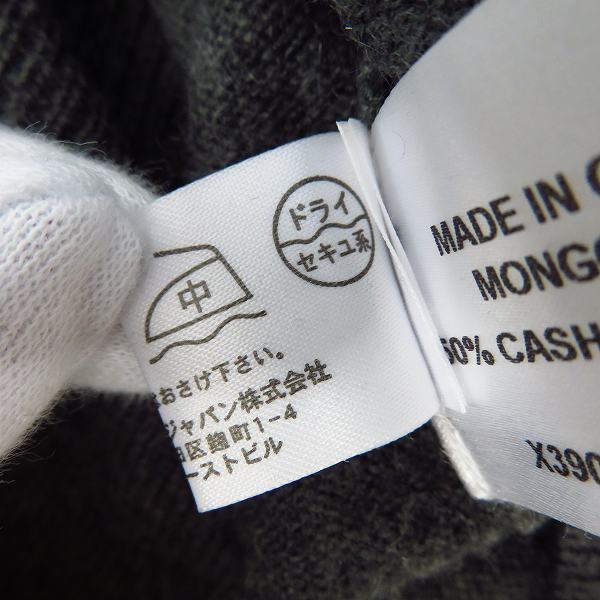 ドライ
セキユ系
中
おさけ下さい。
ジャパン株式会社
区麹町1-4
ーストビル
MADE IN
50% CASH
X390